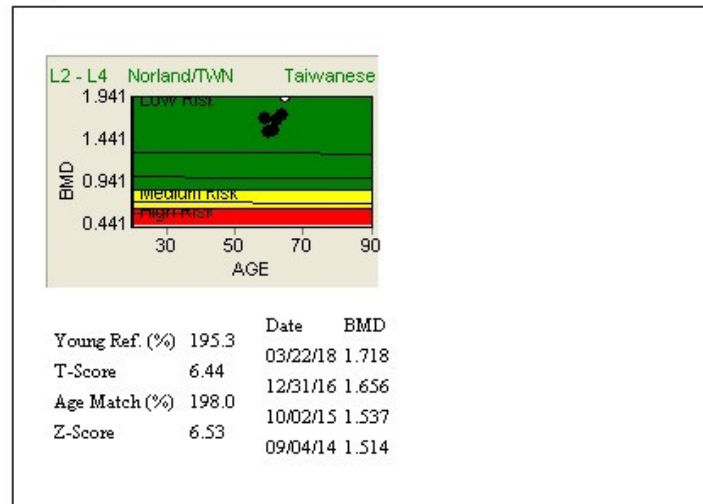 L2 - L4 Norland/TWN Taiwanese
1.941
Low Risk
1.441
BMD
0.941
Medium Risk
High Risk
0.441
30 50 70 90
AGE
Young Ref. (%) 195.3
T-Score 6.44
Age Match (%) 198.0
Z-Score 6.53
Date BMD
03/22/18 1.718
12/31/16 1.656
10/02/15 1.537
09/04/14 1.514